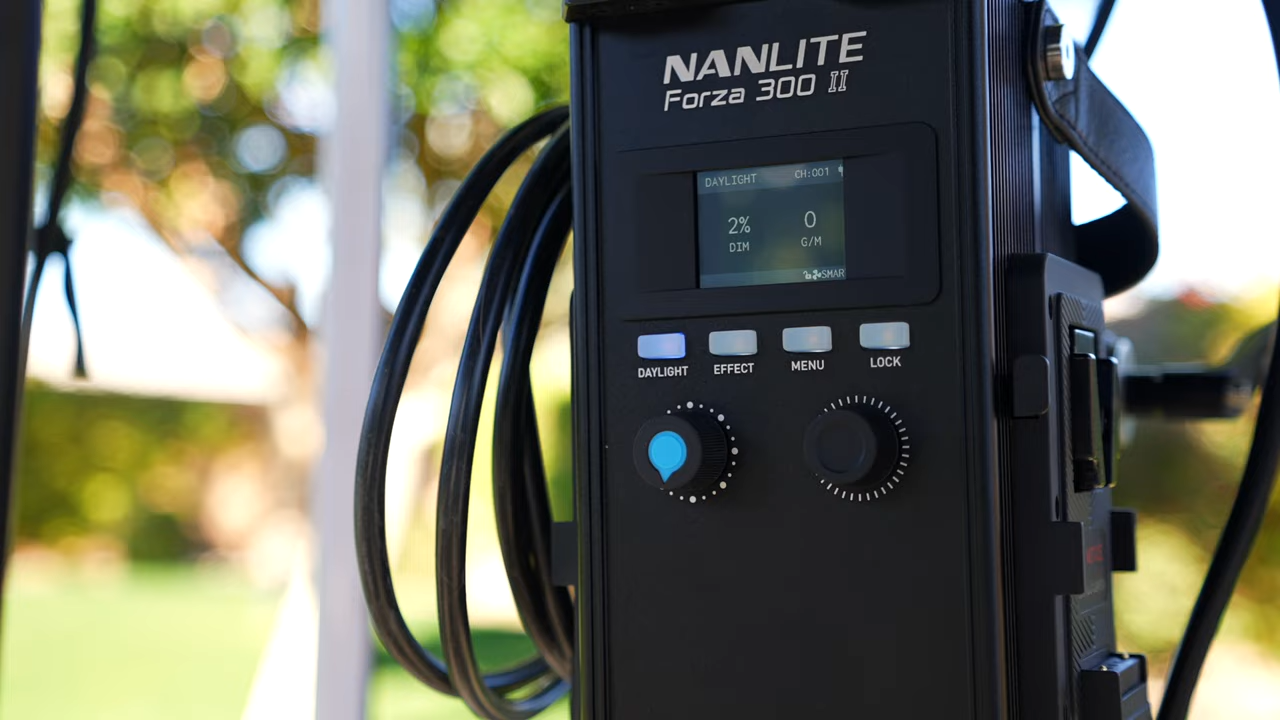 NANLITE
Forza 300 II
DAYLIGHT CH:001
2% 0
DIM G/M
SMAR
DAYLIGHT EFFECT MENU LOCK